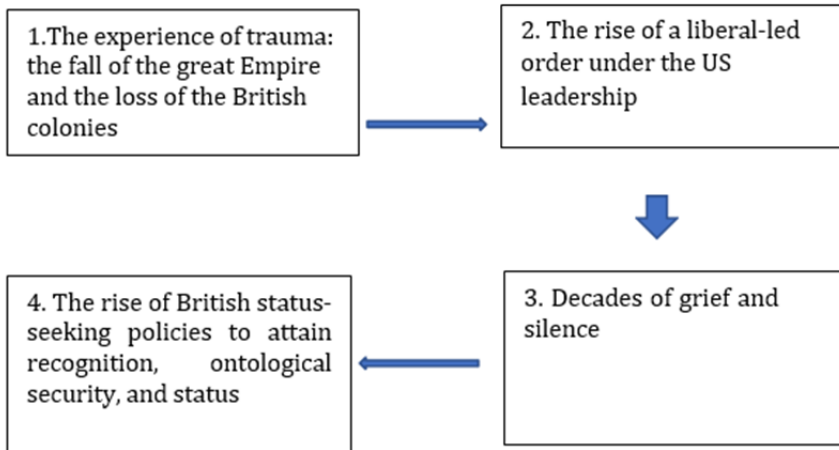 1.The experience of trauma:
the fall of the great Empire
and the loss of the British
colonies
2. The rise of a liberal-led
order under the US
leadership
3. Decades of grief and
silence
4. The rise of British status-
seeking policies to attain
recognition, ontological
security, and status